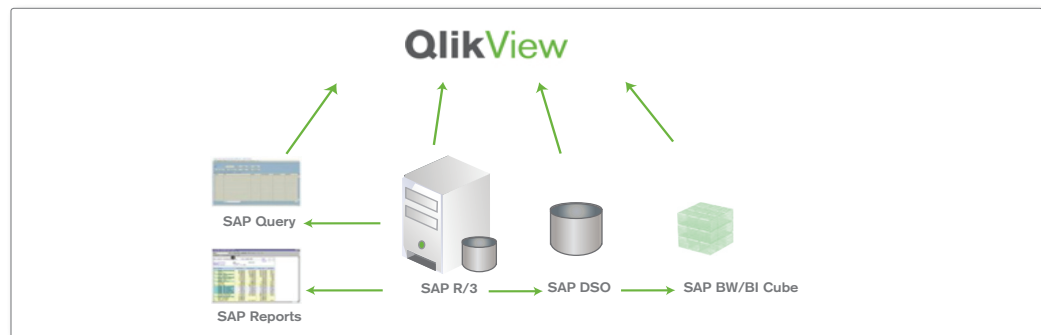 QlikView
SAP Query
SAP R/3
SAP DSO
SAP BW/BI Cube
SAP Reports